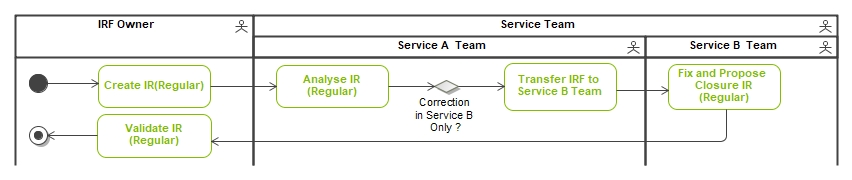 IRF Owner
Service Team
Service A  Team
Service B  Team
Create IR(Regular)
Analyse IR
(Regular)
Correction
in Service B
Only ?
Transfer IRF to
Service B Team
Fix and Propose
Closure IR
(Regular)
Validate IR
(Regular)